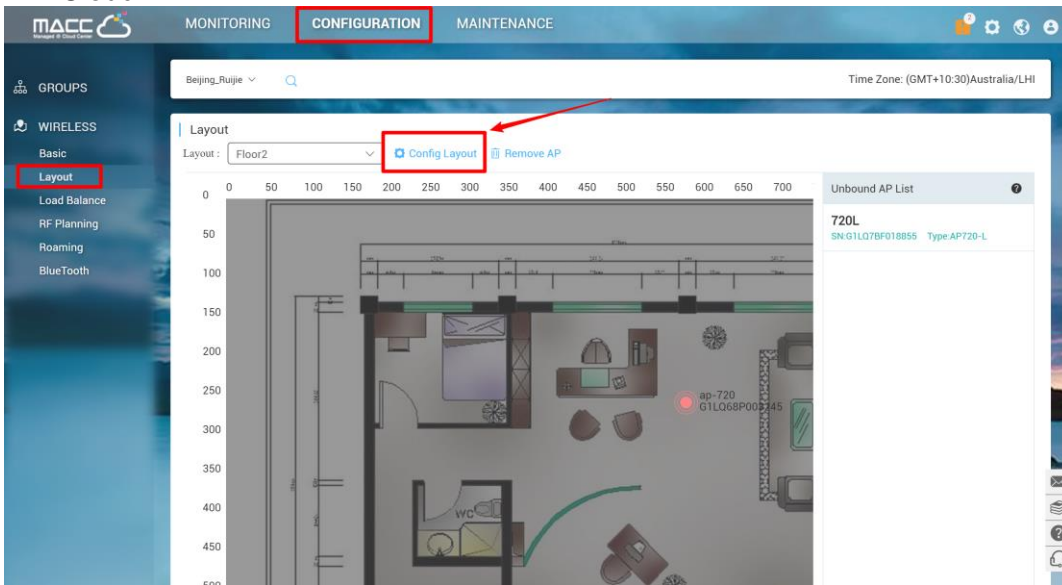 MACC
MONITORING CONFIGURATION MAINTENANCE
GROUPS
Beijing_Ruijie
Time Zone: (GMT+10:30)Australia/LHI
WIRELESS
Basic
Layout
Load Balance
RF Planning
Roaming
BlueTooth
Layout
Layout : Floor2 Config Layout Remove AP
0 50 100 150 200 250 300 350 400 450 500 550 600 650 700
0
50
100
150
200
250
300
350
400
450
500
Unbound AP List
720L
SN:G1LQ7BF018855 Type:AP720-L
ap-720
WC